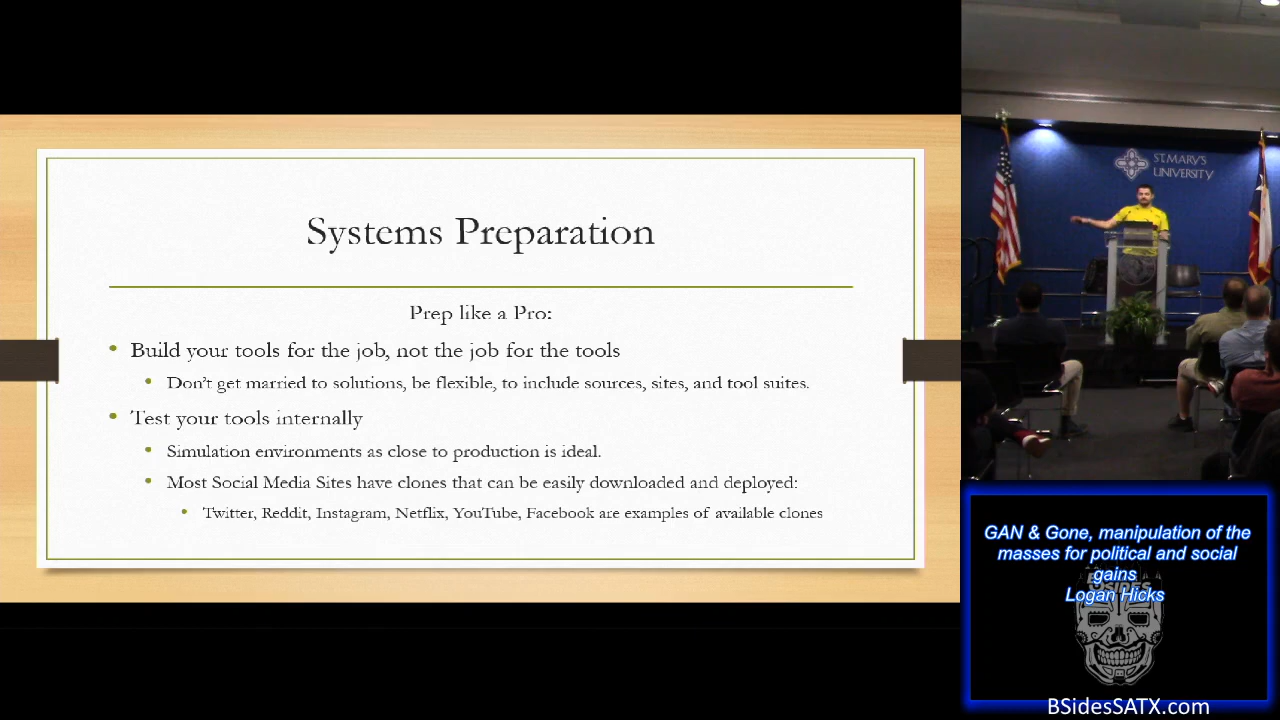 Systems Preparation
Prep like a Pro:
Build your tools for the job, not the job for the tools
Don't get married to solutions, be flexible, to include sources, sites, and tool suites.
Test your tools internally
Simulation environments as close to production is ideal.
Most Social Media Sites have clones that can be easily downloaded and deployed:
Twitter, Reddit, Instagram, Netflix, YouTube, Facebook are examples of available clones
ST. MARY'S
UNIVERSITY
GAN & Gone, manipulation of the
masses for political and social
gains
Logan Hicks
BSIDES
BSidesSATX.com